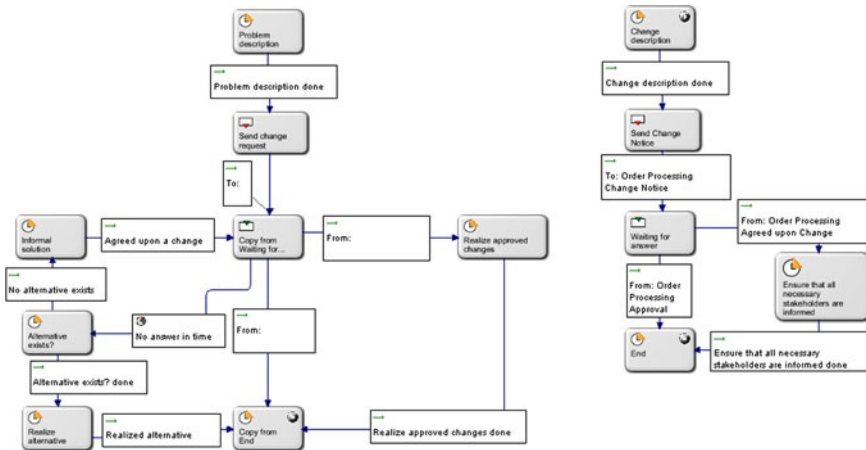 Problem
description
Problem description done
Send change
request
To:
Informal
solution
Agreed upon a change
Copy from
Waiting for...
From:
Realize approved
changes
No alternative exists
Alternative
exists?
No answer in time
From:
Alternative exists? done
Realize
alternative
Realized alternative
Copy from
End
Realize approved changes done
Change
description
Change description done
Send Change
Notice
To: Order Processing
Change Notice
Waiting for
answer
From: Order Processing
Agreed upon Change
From: Order
Processing
Approval
Ensure that all
necessary
stakeholders are
informed
End
Ensure that all necessary
stakeholders are informed done